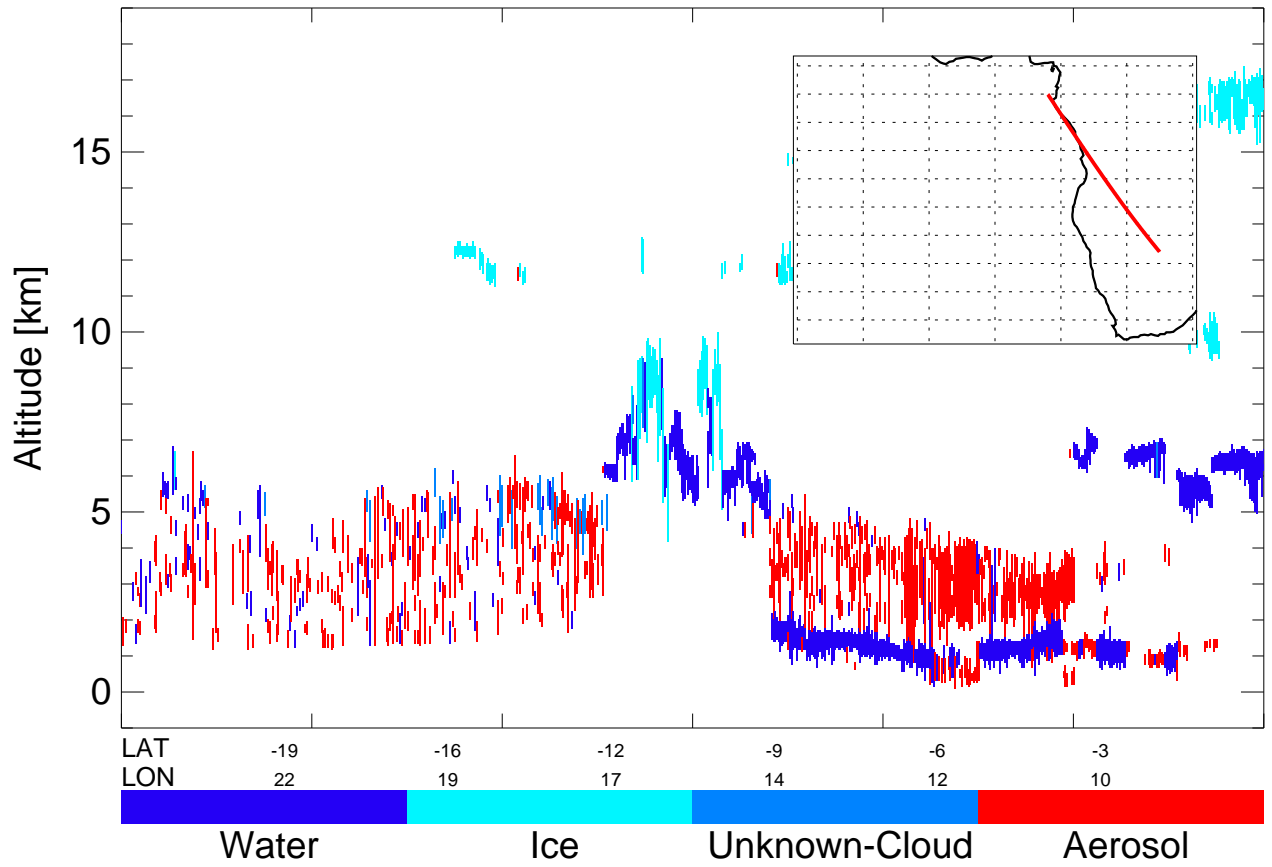 15
10
5
0
Altitude [km]
LAT -19 -16 -12 -9 -6 -3
LON 22 19 17 14 12 10
Water Ice Unknown-Cloud Aerosol